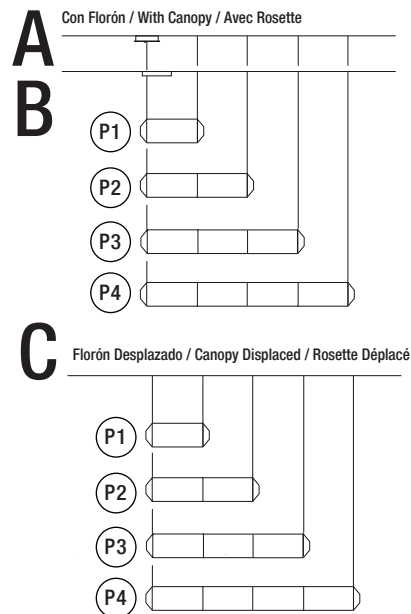 A Con Florón / With Canopy / Avec Rosette
B
P1
P2
P3
P4
C Florón Desplazado / Canopy Displaced / Rosette Déplacé
P1
P2
P3
P4